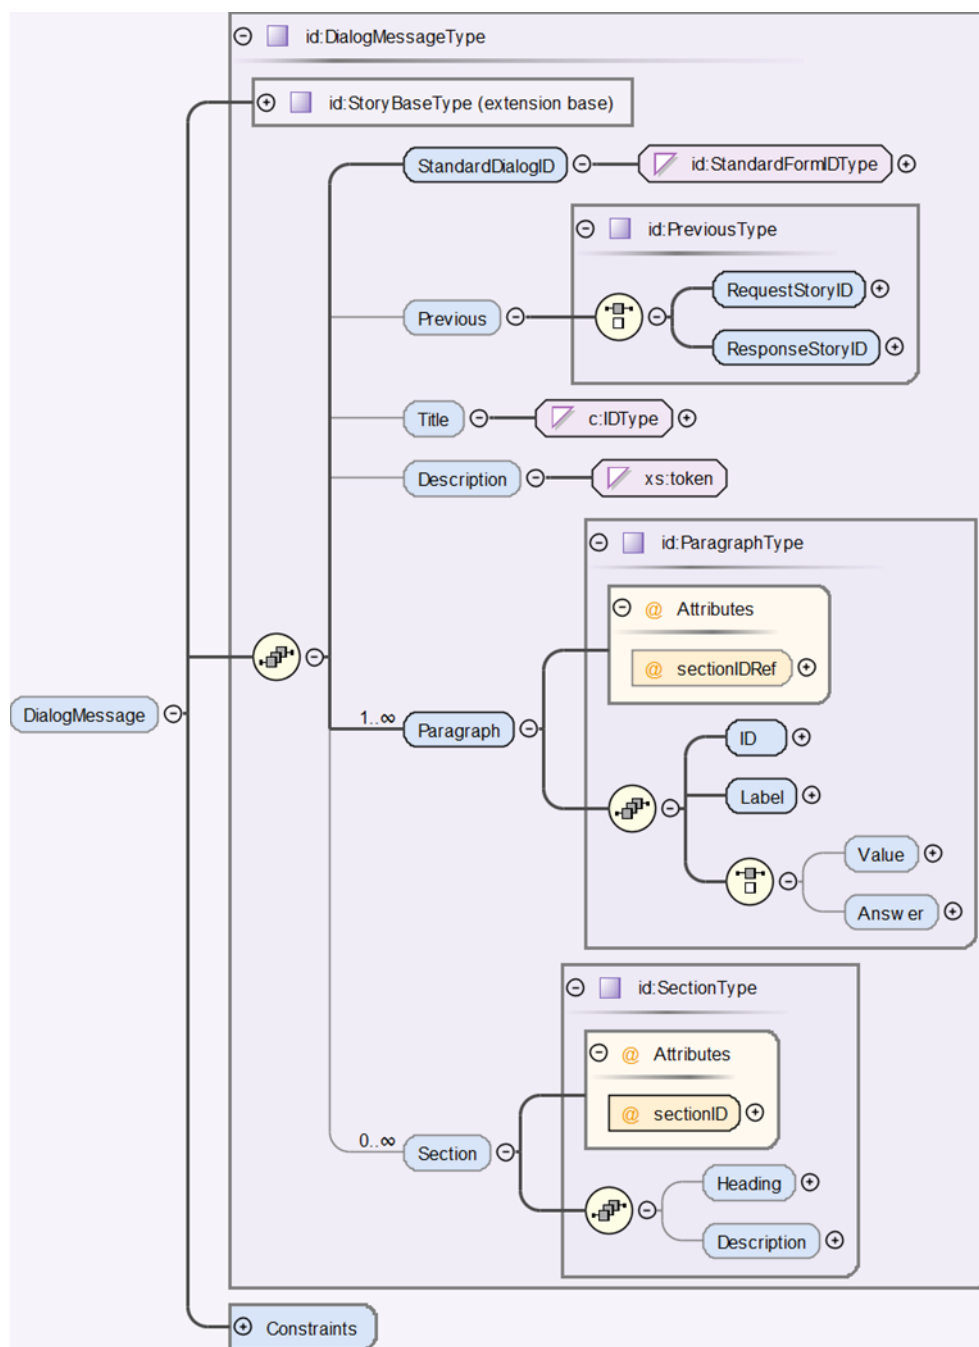 id:DialogMessageType
id:StoryBaseType (extension base)
StandardDialogID
id:StandardFormIDType
id:PreviousType
RequestStoryID
Previous
ResponseStoryID
Title
c:IDType
Description
xs:token
id:ParagraphType
@ Attributes
@ sectionIDRef
DialogMessage
1..∞
Paragraph
ID
Label
Value
Answer
id:SectionType
@ Attributes
@ sectionID
0..∞
Section
Heading
Description
Constraints